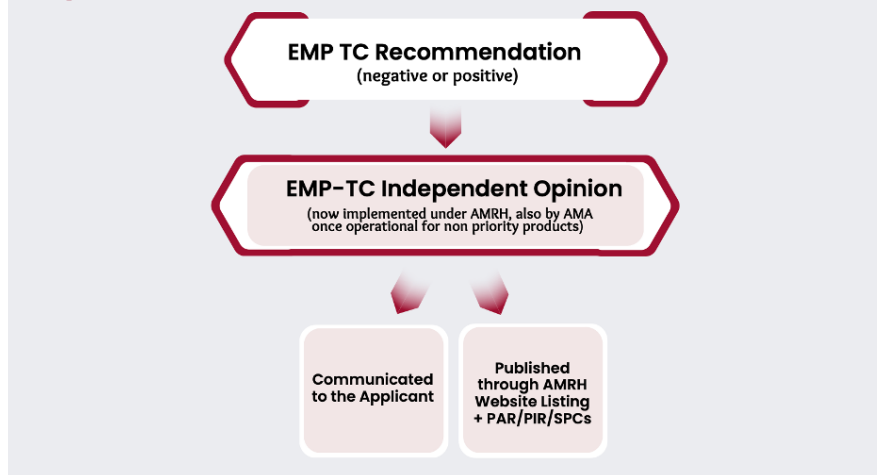 EMP TC Recommendation
(negative or positive)
EMP-TC Independent Opinion
(now implemented under AMRH, also by AMA
once operational for non priority products)
Communicated
to the Applicant
Published
through AMRH
Website Listing
+ PAR/PIR/SPCs